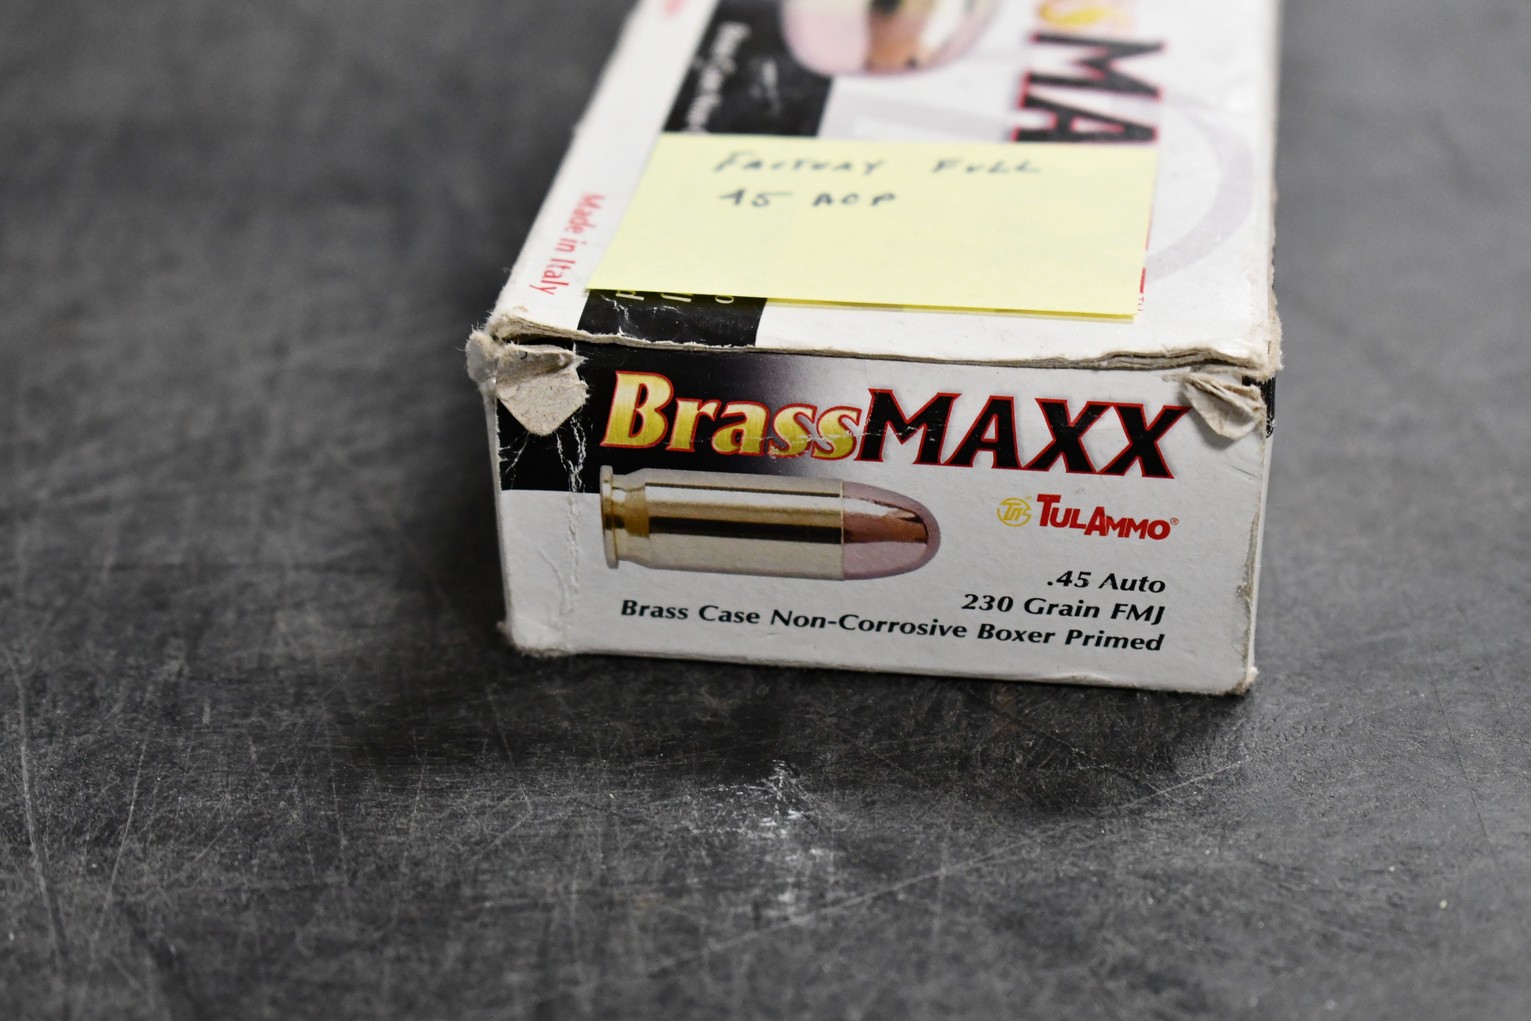 MA
Factory Full
45 ACP
Made in Italy
BrassMAXX
TulAmmo®
.45 Auto
230 Grain FMJ
Brass Case Non-Corrosive Boxer Primed